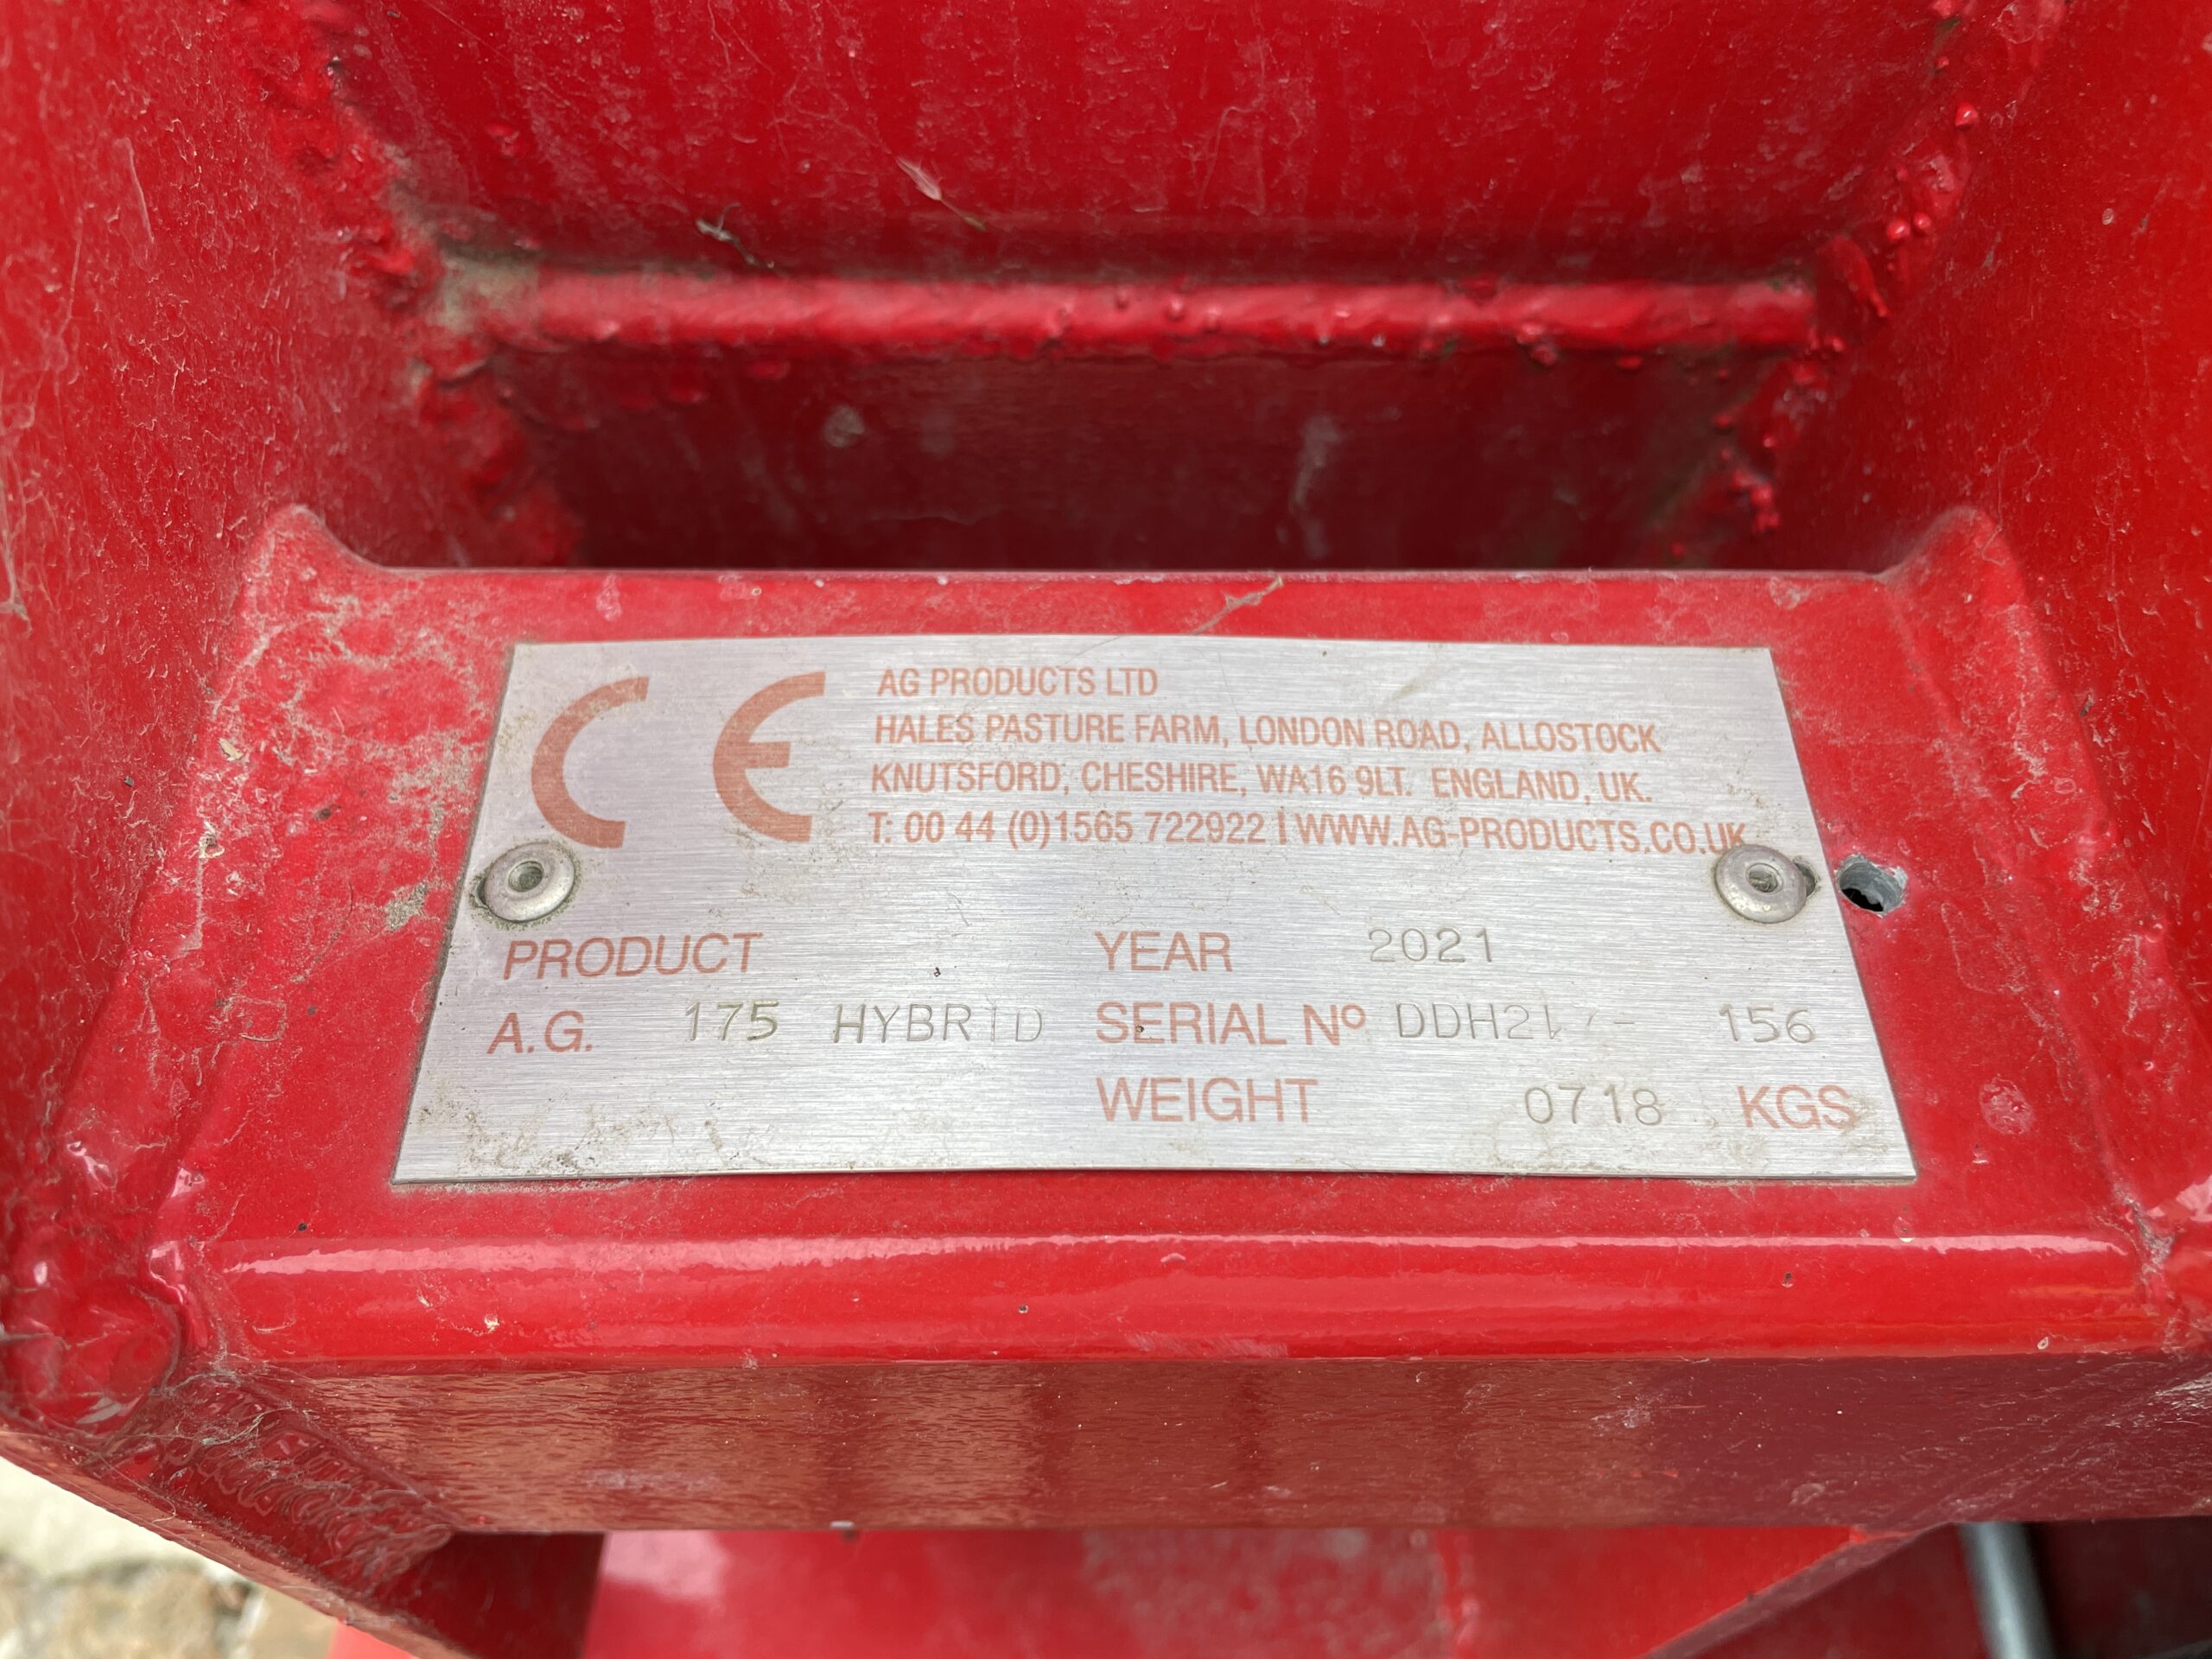 CE
AG PRODUCTS LTD
HALES PASTURE FARM, LONDON ROAD, ALLOSTOCK
KNUTSFORD, CHESHIRE, WA16 9LT. ENGLAND, UK.
T: 00 44 (0)1565 722922 | WWW.AG-PRODUCTS.CO.UK
PRODUCT YEAR 2021
A.G. 175 HYBRID SERIAL Nº 156
WEIGHT 0718 KGS